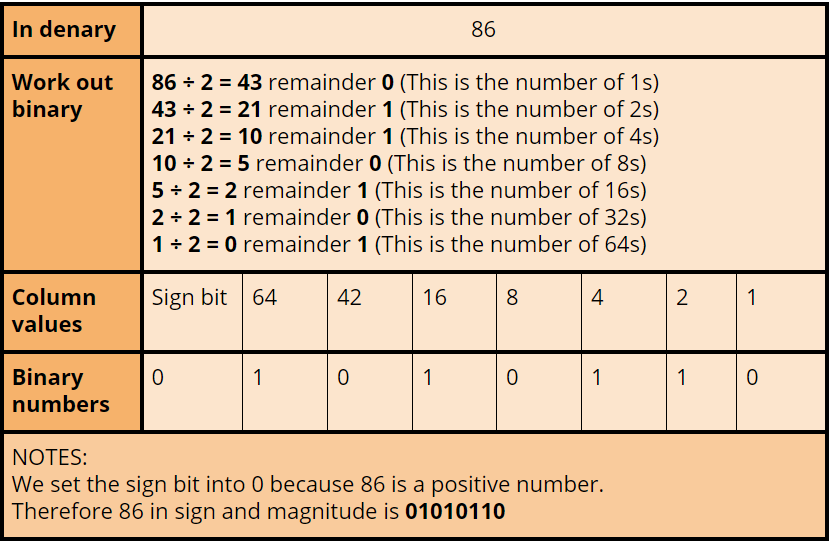 In denary 86
Work out binary
86 ÷ 2 = 43 remainder 0 (This is the number of 1s)
43 ÷ 2 = 21 remainder 1 (This is the number of 2s)
21 ÷ 2 = 10 remainder 1 (This is the number of 4s)
10 ÷ 2 = 5 remainder 0 (This is the number of 8s)
5 ÷ 2 = 2 remainder 1 (This is the number of 16s)
2 ÷ 2 = 1 remainder 0 (This is the number of 32s)
1 ÷ 2 = 0 remainder 1 (This is the number of 64s)
Column values
Sign bit 64 42 16 8 4 2 1
Binary numbers
0 1 0 1 0 1 1 0
NOTES:
We set the sign bit into 0 because 86 is a positive number.
Therefore 86 in sign and magnitude is 01010110